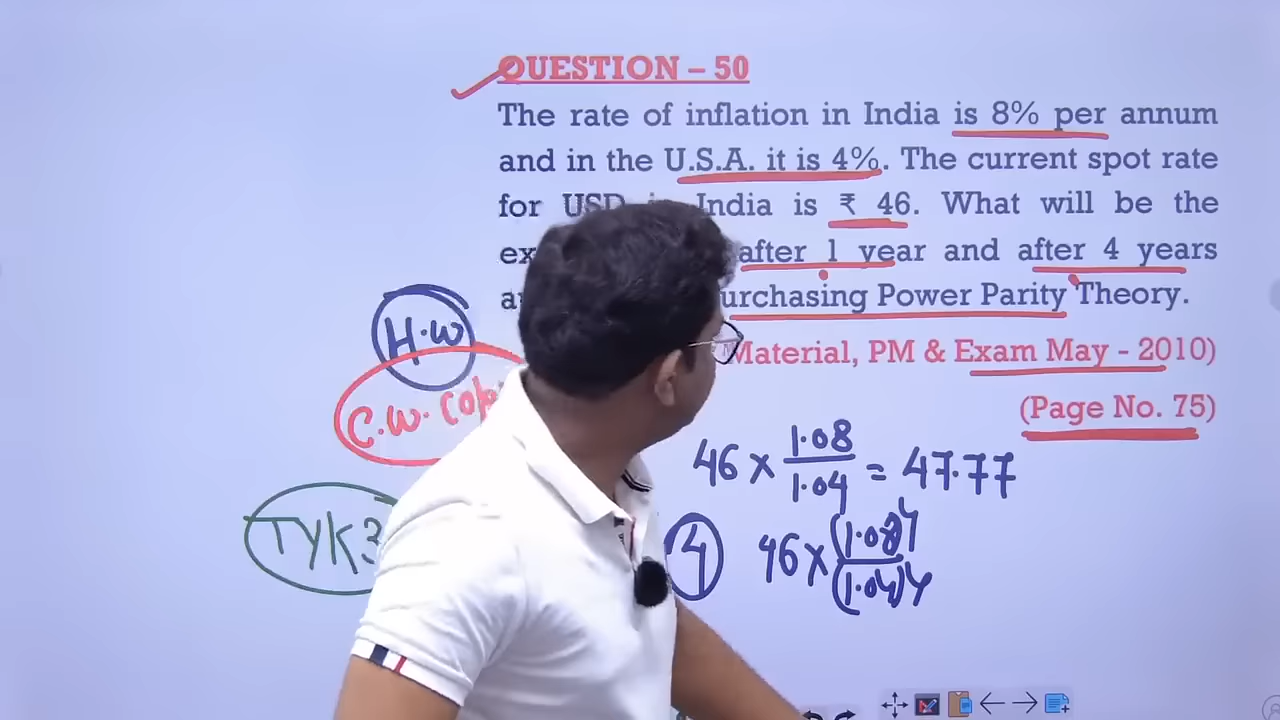 QUESTION – 50
The rate of inflation in India is 8% per annum
and in the U.S.A. it is 4%. The current spot rate
for USD India is ₹ 46. What will be the
after 1 year and after 4 years
urchasing Power Parity Theory.
Material, PM & Exam May - 2010)
(Page No. 75)
H.W
C.W. Cop
TYK3
46 × 1.08 / 1.04 = 47.77
4 46 × (1.08)4 / (1.04)4